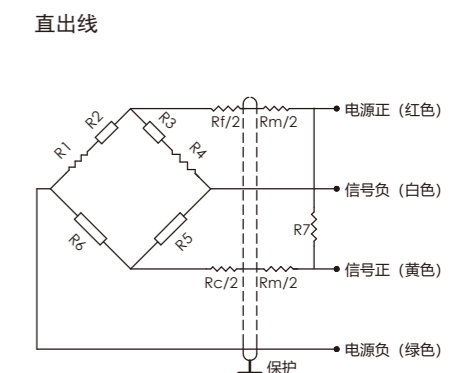 直出线
R1
R2
R3
R4
Rf/2
Rm/2
电源正 (红色)
信号负 (白色)
R6
R5
R7
Rc/2
Rm/2
信号正 (黄色)
电源负 (绿色)
保护